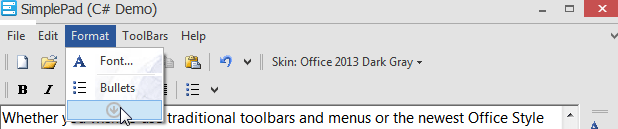 SimplePad (C# Demo)
File Edit Format ToolBars Help
Font...
Skin: Office 2013 Dark Gray
Bullets
B I
Whether traditional toolbars and menus or the newest Office Style